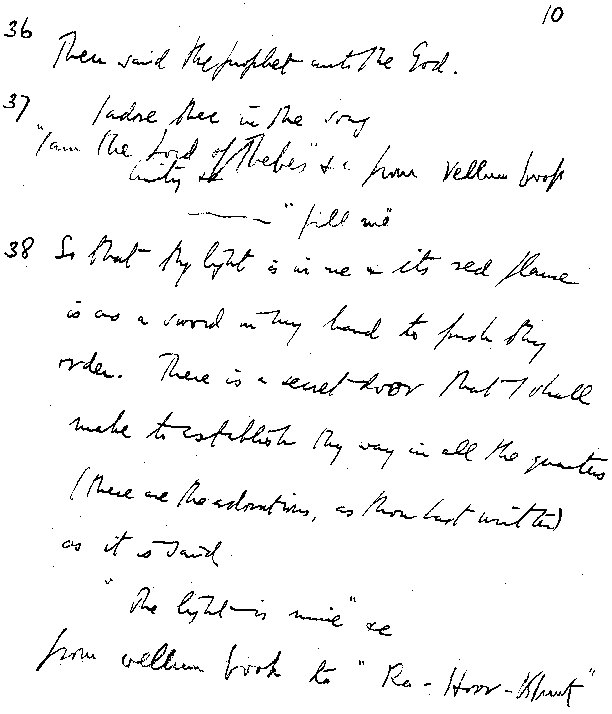 10
36 Then said the prophet unto the God.
37 I adore thee in the song
"I am the Lord of Thebes" &c from vellum book
Unity &c
——— "fill me"
38 So that thy light is in me & its red flame
is as a sword in my hand to push thy
order. There is a secret door that I shall
make to establish thy way in all the quarters
(these are the adorations, as thou hast written)
as it is said
"The light is mine" &c
from vellum book to "Ra-Hoor-Khuit"